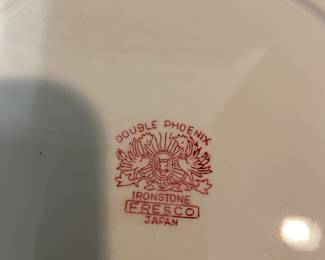 DOUBLE PHOENIX
IRONSTONE
FRESCO
JAPAN